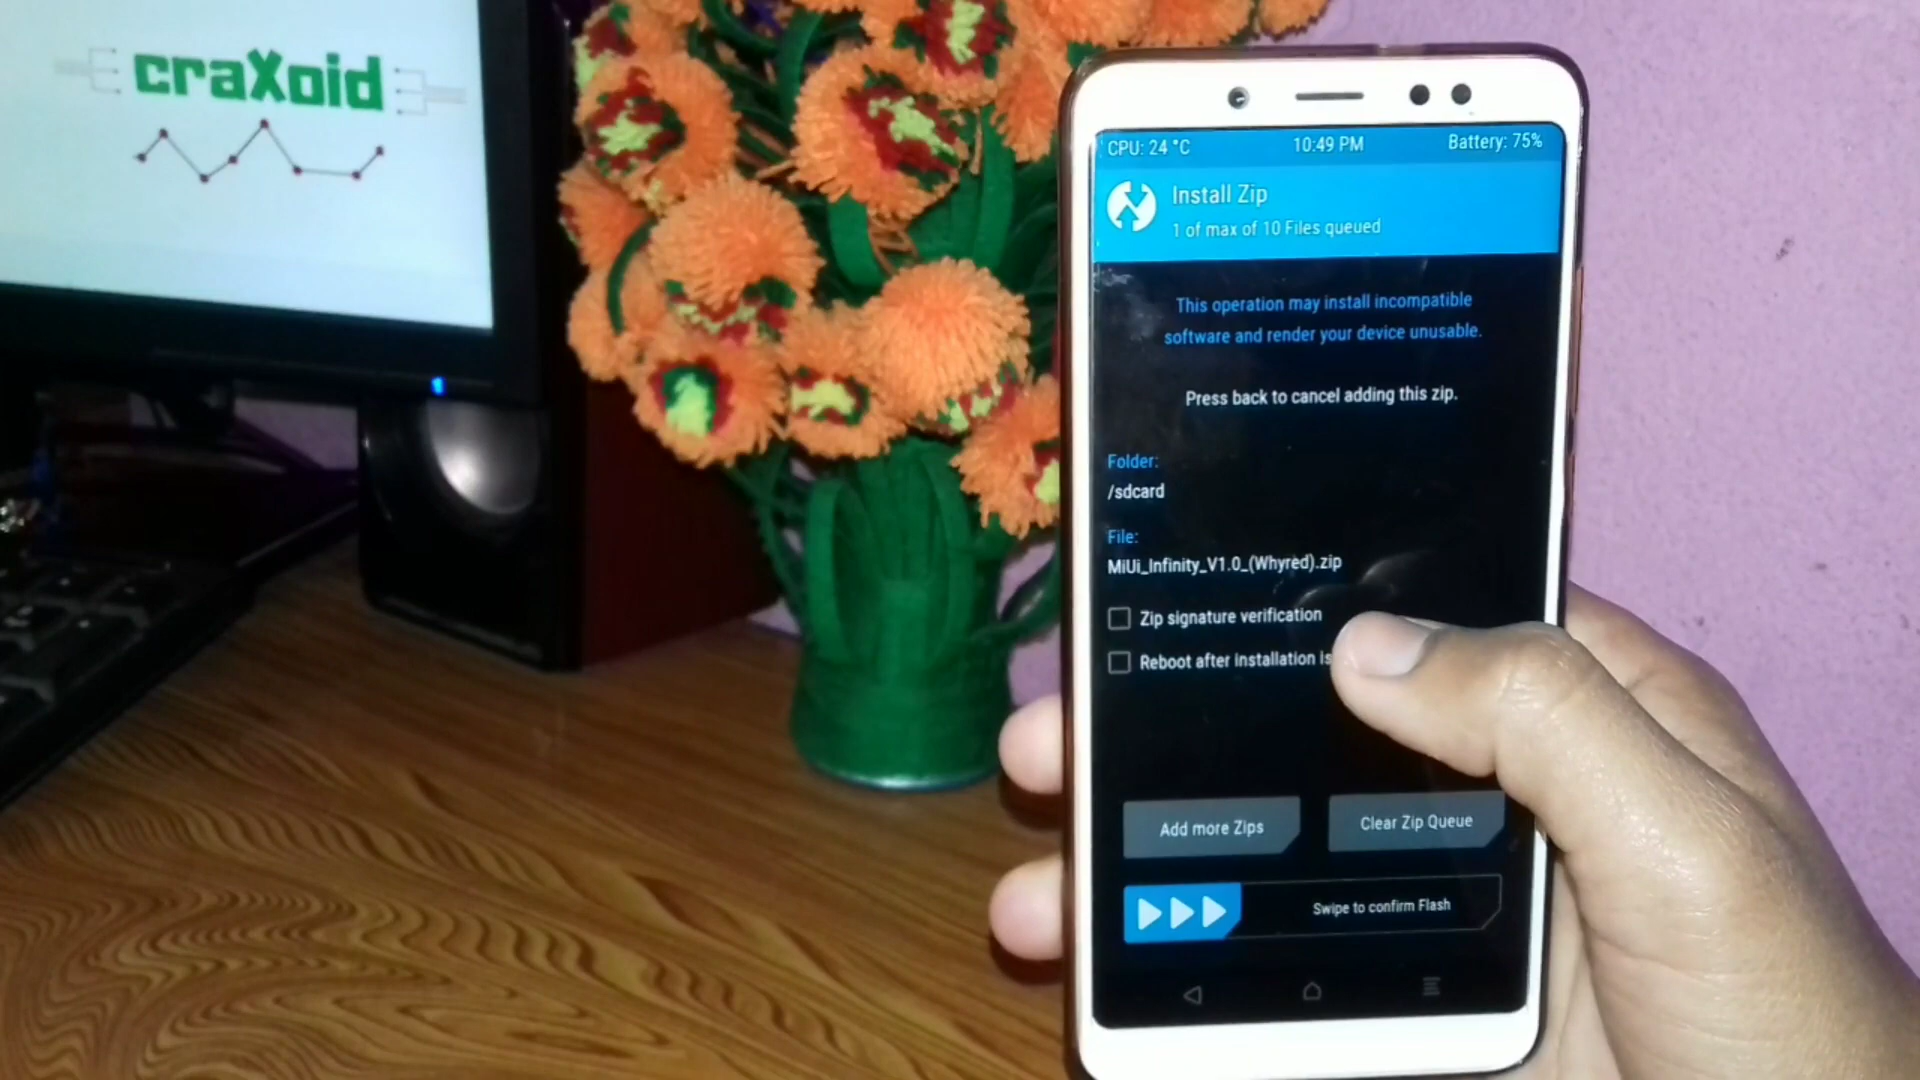 craXoid
CPU: 24 °C
10:49 PM
Battery: 75%
Install Zip
1 of max of 10 Files queued
This operation may install incompatible
software and render your device unusable.
Press back to cancel adding this zip.
Folder:
/sdcard
File:
MiUi_Infinity_V1.0_(Whyred).zip
Zip signature verification
Reboot after installation is
Add more Zips
Clear Zip Queue
Swipe to confirm Flash